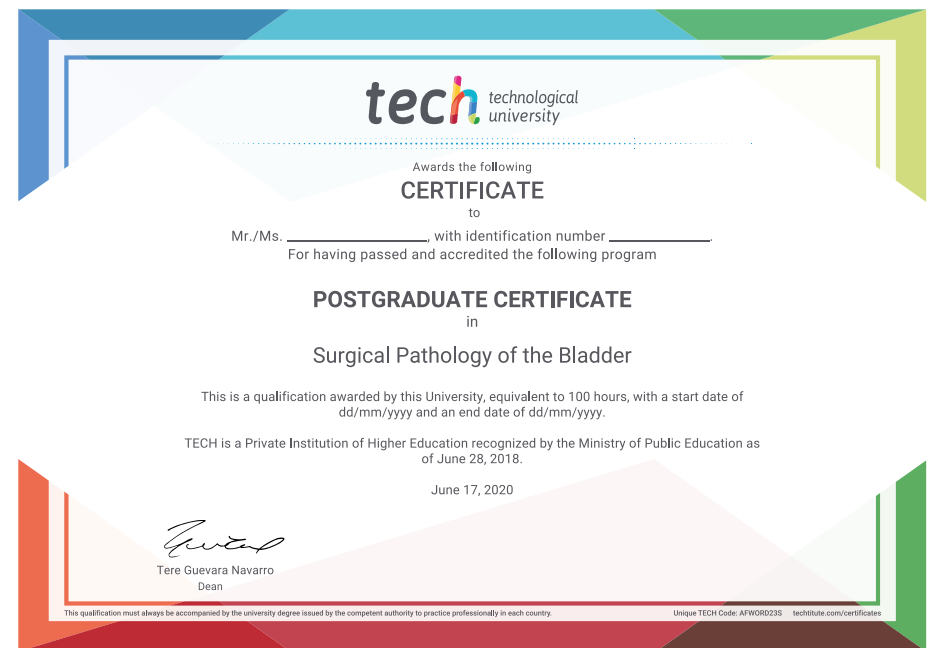 tech technological
university
Awards the following
CERTIFICATE
to
Mr./Ms. ____________________, with identification number ______________.
For having passed and accredited the following program
POSTGRADUATE CERTIFICATE
in
Surgical Pathology of the Bladder
This is a qualification awarded by this University, equivalent to 100 hours, with a start date of
dd/mm/yyyy and an end date of dd/mm/yyyy.
TECH is a Private Institution of Higher Education recognized by the Ministry of Public Education as
of June 28, 2018.
June 17, 2020
Tere Guevara Navarro
Dean
This qualification must always be accompanied by the university degree issued by the competent authority to practice professionally in each country. Unique TECH Code: AFWORD23S techtitute.com/certificates